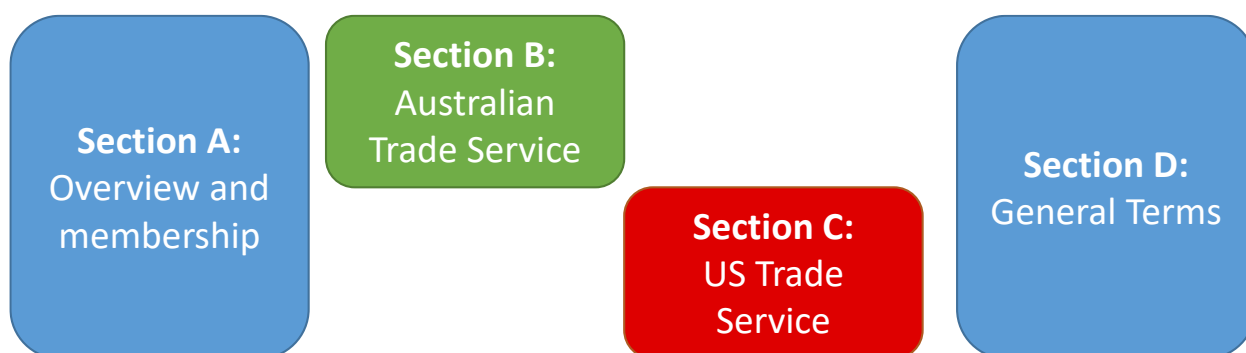 Section A:
Overview and
membership
Section B:
Australian
Trade Service
Section C:
US Trade
Service
Section D:
General Terms